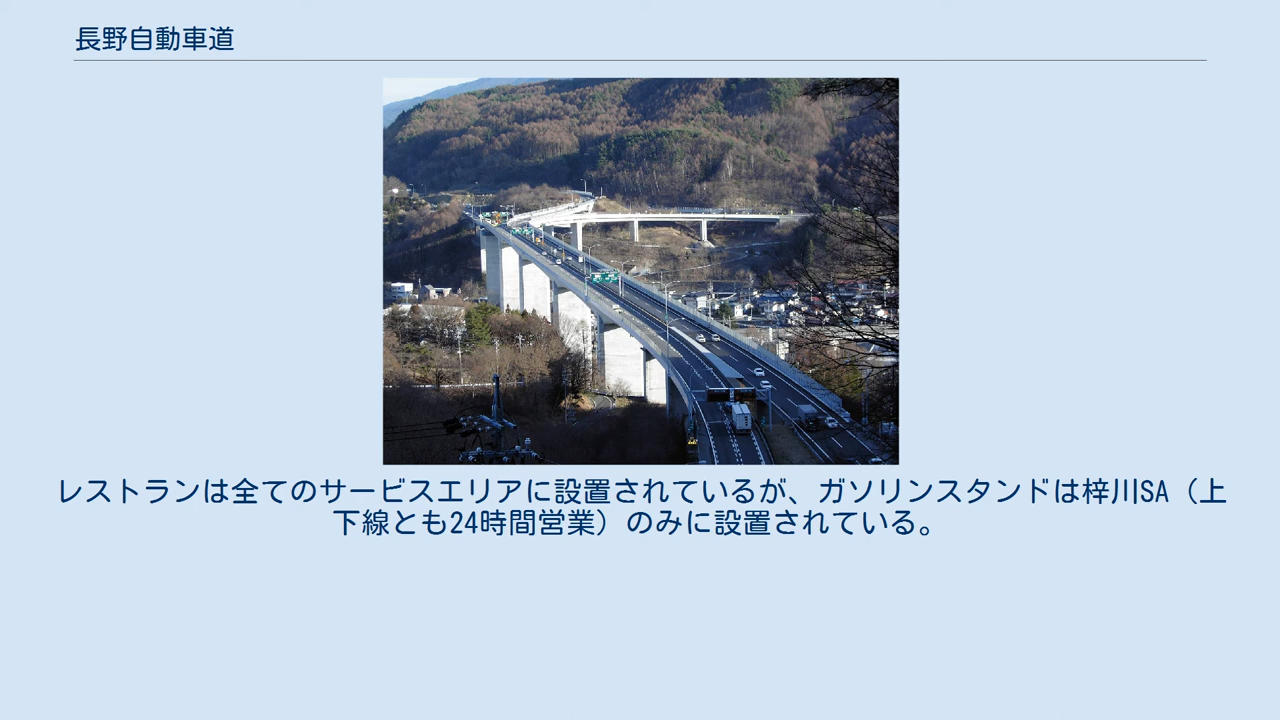 長野自動車道
レストランは全てのサービスエリアに設置されているが、ガソリンスタンドは梓川SA（上
下線とも24時間営業）のみに設置されている。